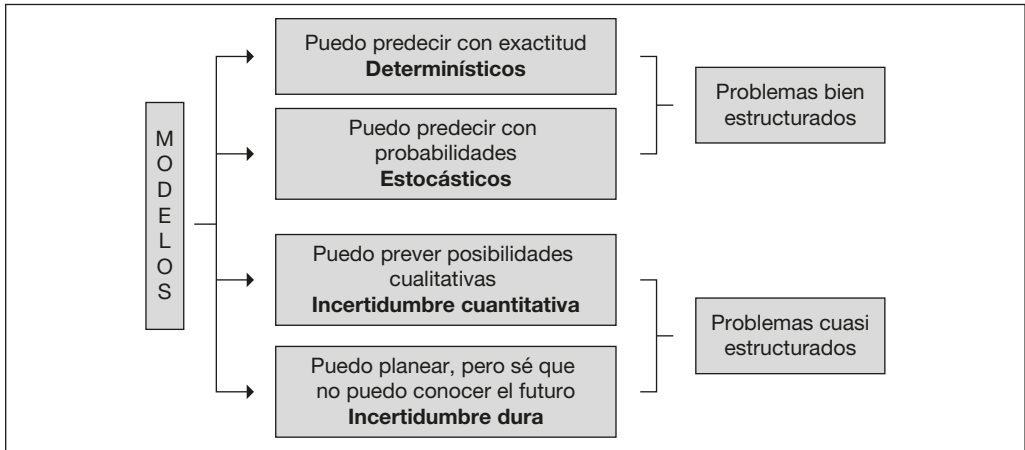 MODELOS
Puedo predecir con exactitud
Determinísticos
Puedo predecir con
probabilidades
Estocásticos
Problemas bien
estructurados
Puedo prever posibilidades
cualitativas
Incertidumbre cuantitativa
Puedo planear, pero sé que
no puedo conocer el futuro
Incertidumbre dura
Problemas cuasi
estructurados